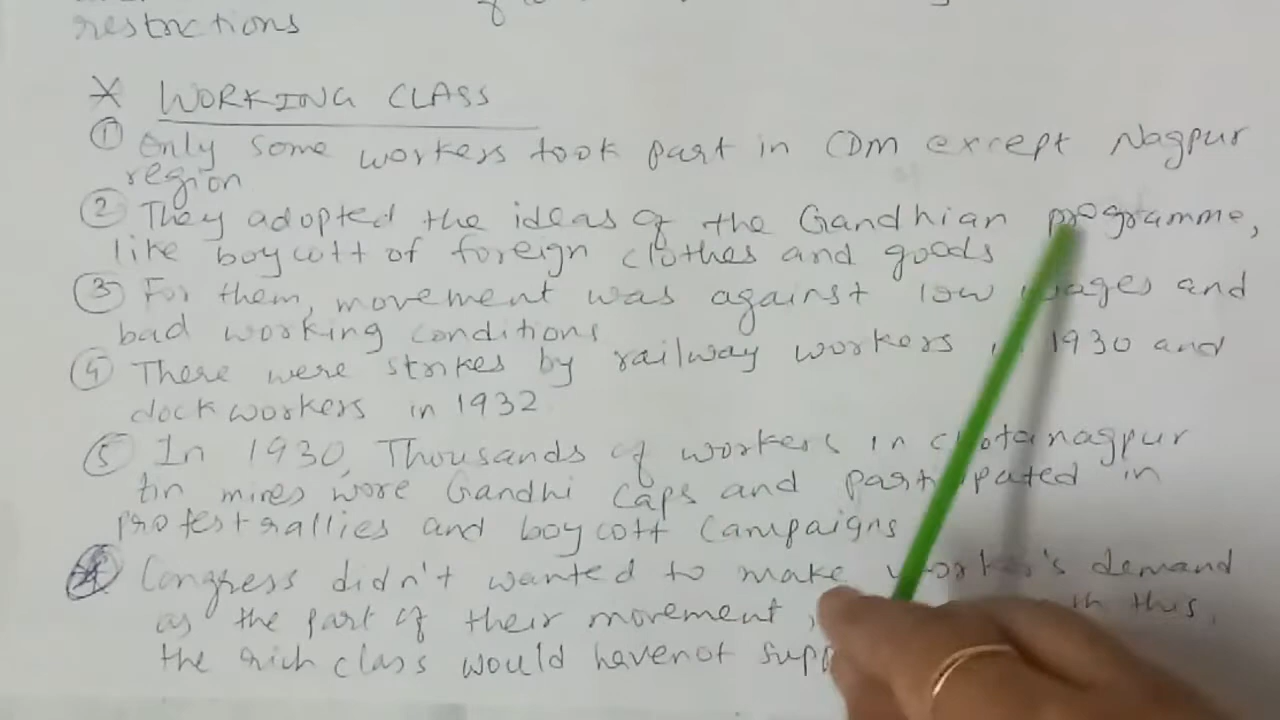 restrictions
* WORKING CLASS
① Only some workers took part in CDM except Nagpur
region
② They adopted the ideas of the Gandhian programme,
like boycott of foreign clothes and goods
③ For them, movement was against low wages and
bad working conditions
④ There were strikes by railway workers in 1930 and
dock workers in 1932
⑤ In 1930, Thousands of workers in chotanagpur
tin mines wore Gandhi caps and participated in
protest rallies and boycott campaigns
Congress didn't wanted to make worker's demand
as the part of their movement, this,
the rich class would have not